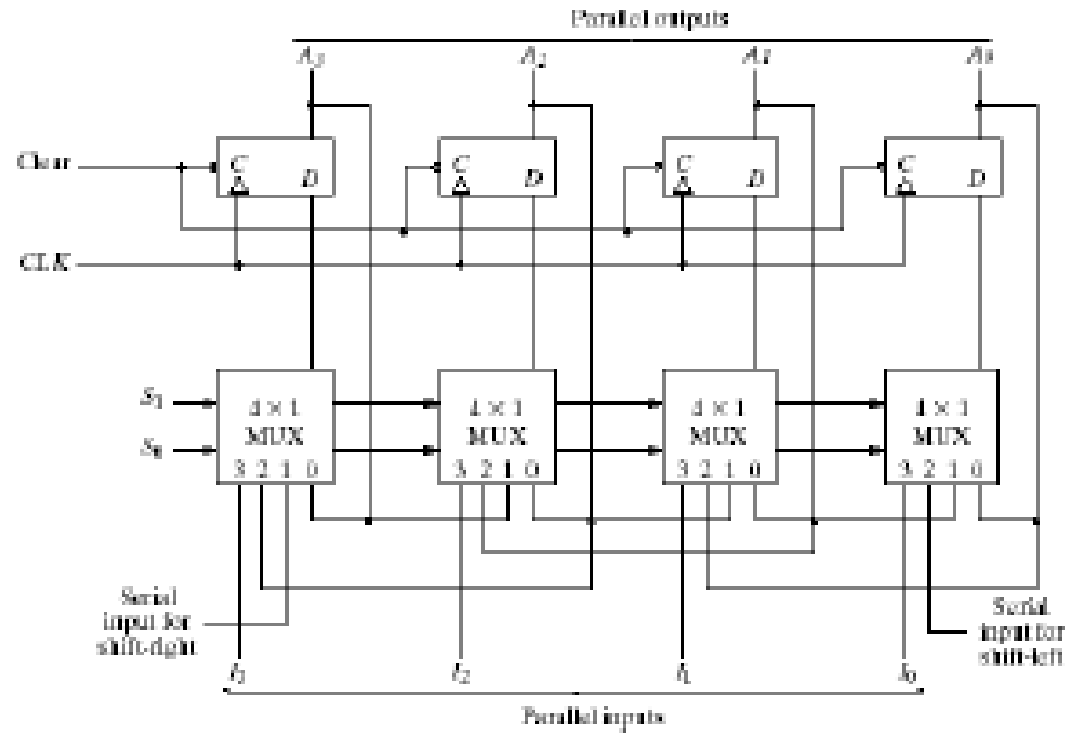 Parallel outputs
A3 A2 A1 A0
Clear
C D C D C D C D
CLK
S1
S0
4 × 1 MUX
3 2 1 0
4 × 1 MUX
3 2 1 0
4 × 1 MUX
3 2 1 0
4 × 1 MUX
3 2 1 0
Serial
input for
shift-right
Serial
input for
shift-left
I3 I2 I1 I0
Parallel inputs